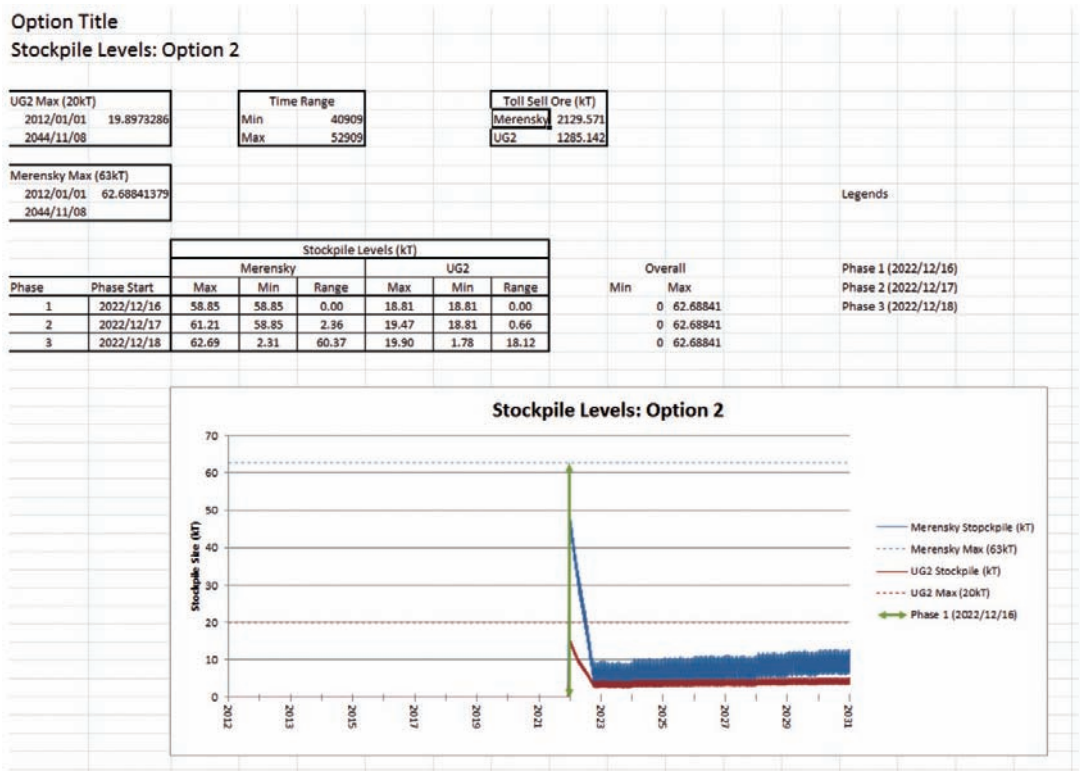 Option Title
Stockpile Levels: Option 2
UG2 Max (20kT)
2012/01/01 19.8973286
2044/11/08
Time Range
Min 40909
Max 52909
Toll Sell Ore (kT)
Merensky 2129.571
UG2 1285.142
Merensky Max (63kT)
2012/01/01 62.68841379
2044/11/08
Legends
Stockpile Levels (kT)
Merensky UG2 Overall
Phase Phase Start Max Min Range Max Min Range Min Max
1 2022/12/16 58.85 58.85 0.00 18.81 18.81 0.00 0 62.68841
2 2022/12/17 61.21 58.85 2.36 19.47 18.81 0.66 0 62.68841
3 2022/12/18 62.69 2.31 60.37 19.90 1.78 18.12 0 62.68841
Phase 1 (2022/12/16)
Phase 2 (2022/12/17)
Phase 3 (2022/12/18)
Stockpile Levels: Option 2
Stockpile Size (kT)
70
60
50
40
30
20
10
0
2012 2013 2015 2017 2019 2021 2023 2025 2027 2029 2031
Merensky Stopckpile (kT)
Merensky Max (63kT)
UG2 Stockpile (kT)
UG2 Max (20kT)
Phase 1 (2022/12/16)